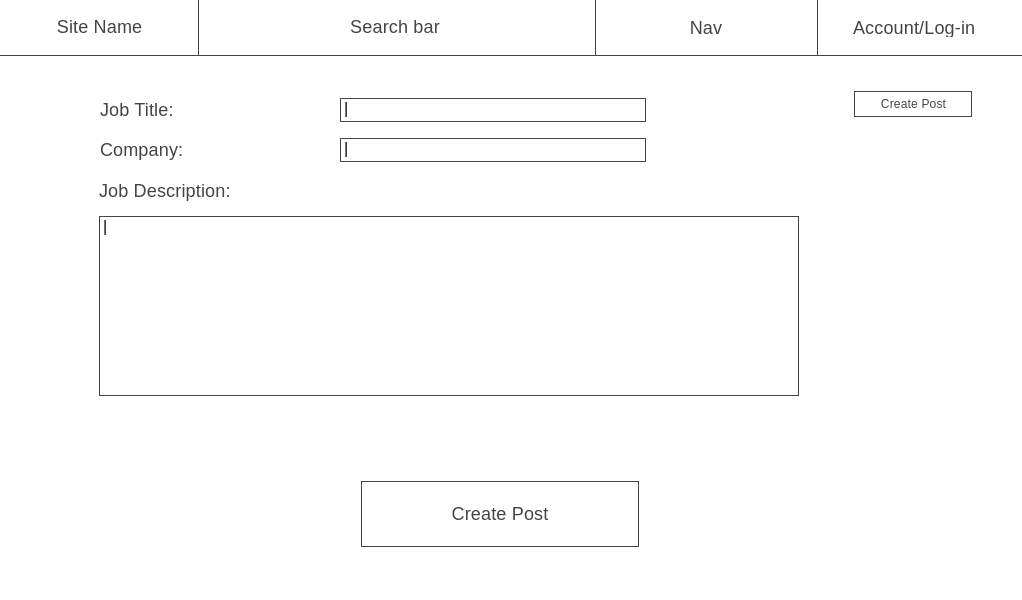 Site Name
Search bar
Nav
Account/Log-in
Job Title:
Create Post
Company:
Job Description:
Create Post